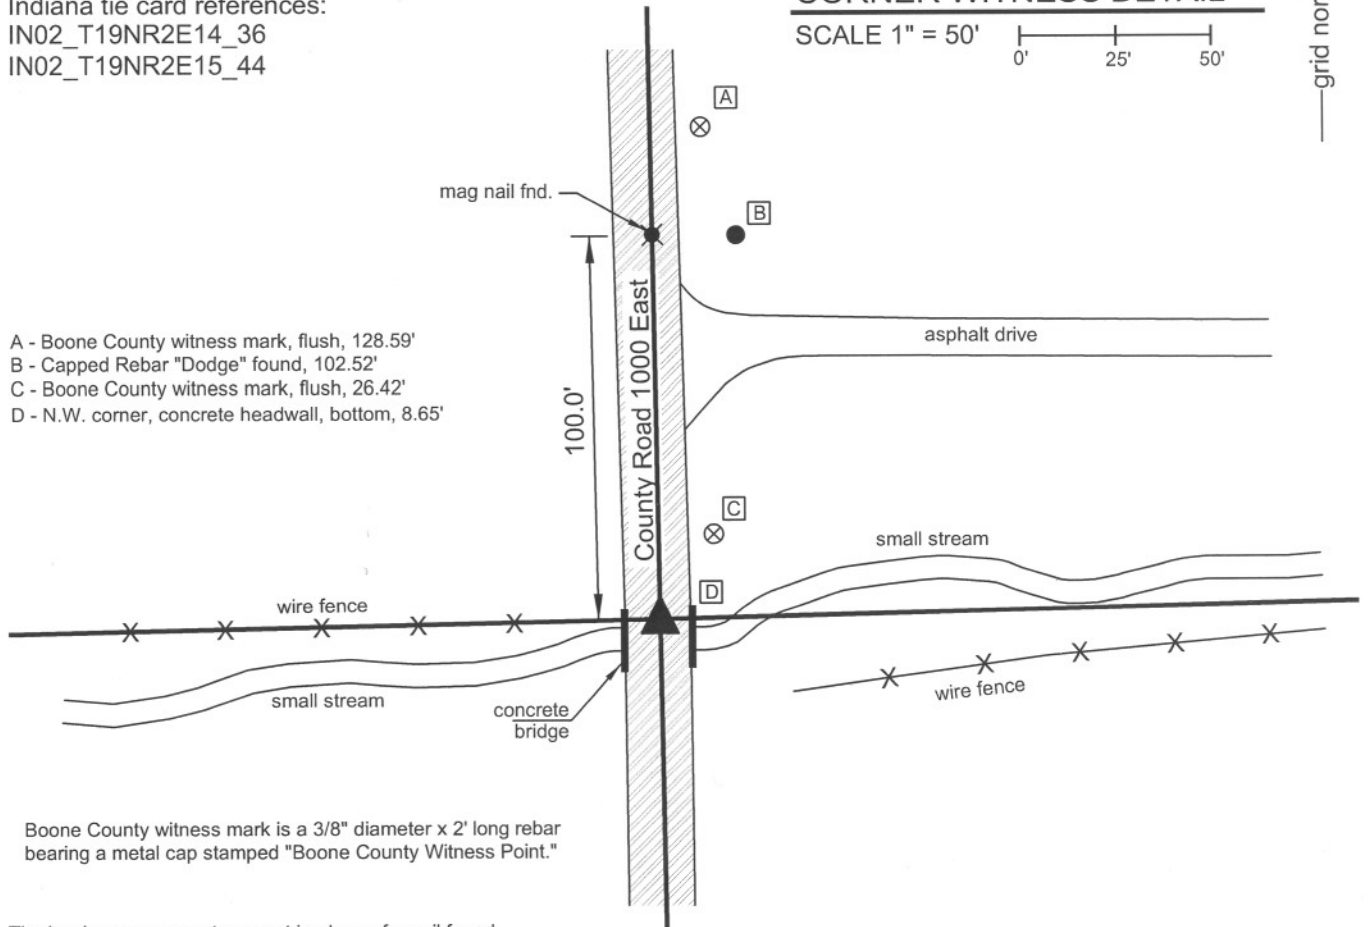 Indiana tie card references:
IN02_T19NR2E14_36
IN02_T19NR2E15_44
CORNER WITNESS DETAIL
SCALE 1" = 50'
0' 25' 50'
grid
A
mag nail fnd.
B
County Road 1000 East
100.0'
asphalt drive
A - Boone County witness mark, flush, 128.59'
B - Capped Rebar "Dodge" found, 102.52'
C - Boone County witness mark, flush, 26.42'
D - N.W. corner, concrete headwall, bottom, 8.65'
C
small stream
D
wire fence
small stream
concrete
bridge
wire fence
Boone County witness mark is a 3/8" diameter x 2' long rebar
bearing a metal cap stamped "Boone County Witness Point."